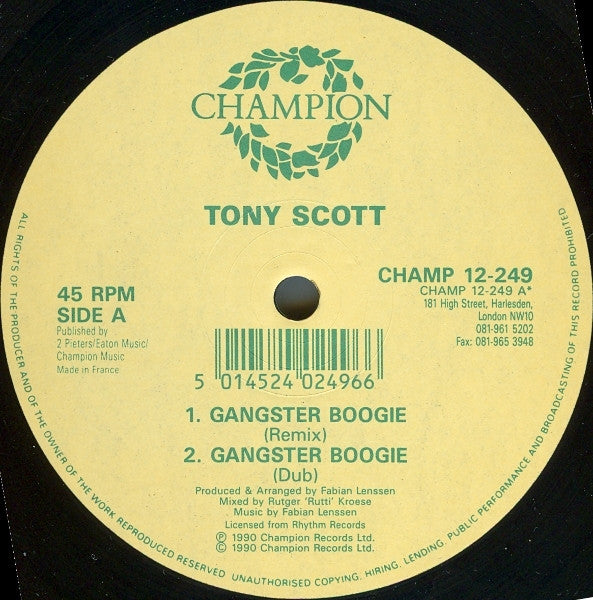 CHAMPION
TONY SCOTT
45 RPM
SIDE A
Published by
2 Pieters/Eaton Music/
Champion Music
Made in France
CHAMP 12-249
CHAMP 12-249 A*
181 High Street, Harlesden,
London NW10
081-961 5202
Fax: 081-965 3948
5 014524 024966
1. GANGSTER BOOGIE
(Remix)
2. GANGSTER BOOGIE
(Dub)
Produced & Arranged by Fabian Lenssen
Mixed by Rutger 'Rutti' Kroese
Music by Fabian Lenssen
Licensed from Rhythm Records
℗ 1990 Champion Records Ltd.
© 1990 Champion Records Ltd.
ALL RIGHTS OF THE PRODUCER AND OF THE OWNER OF THE WORK REPRODUCED RESERVED UNAUTHORISED COPYING, HIRING, LENDING, PUBLIC PERFORMANCE AND BROADCASTING OF THIS RECORD PROHIBITED